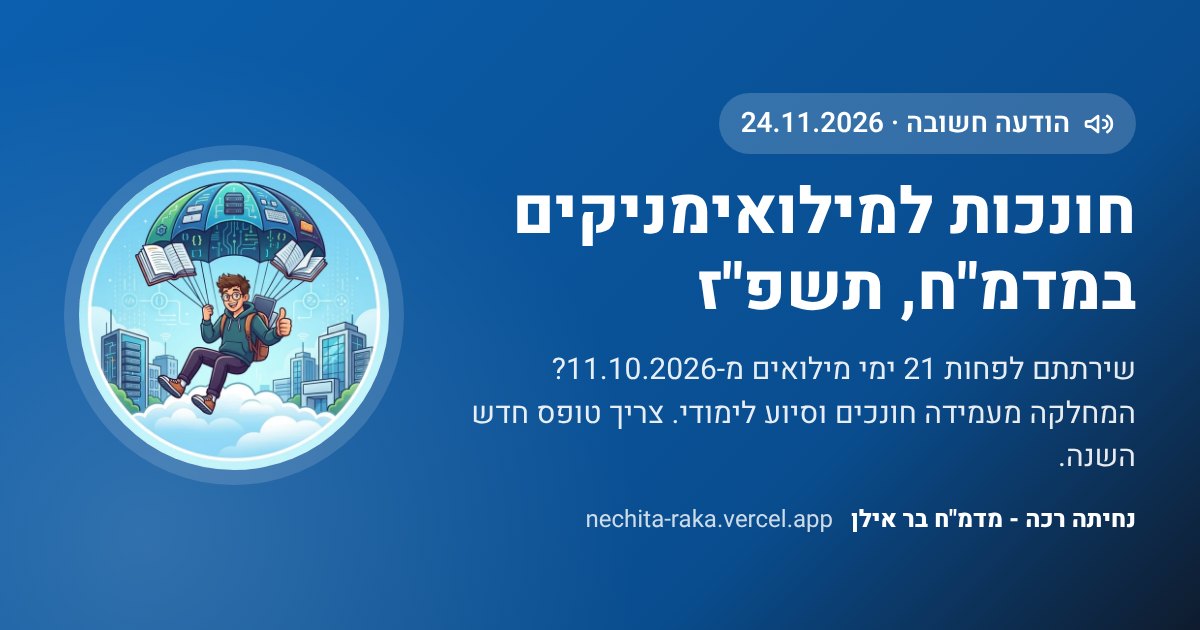 הודעה חשובה · 24.11.2026
חונכות למילואימניקים
במדמ"ח, תשפ"ז
שירתתם לפחות 21 ימי מילואים מ-11.10.2026?
המחלקה מעמידה חונכים וסיוע לימודי. צריך טופס חדש
השנה.
נחיתה רכה - מדמ"ח בר אילן nechita-raka.vercel.app